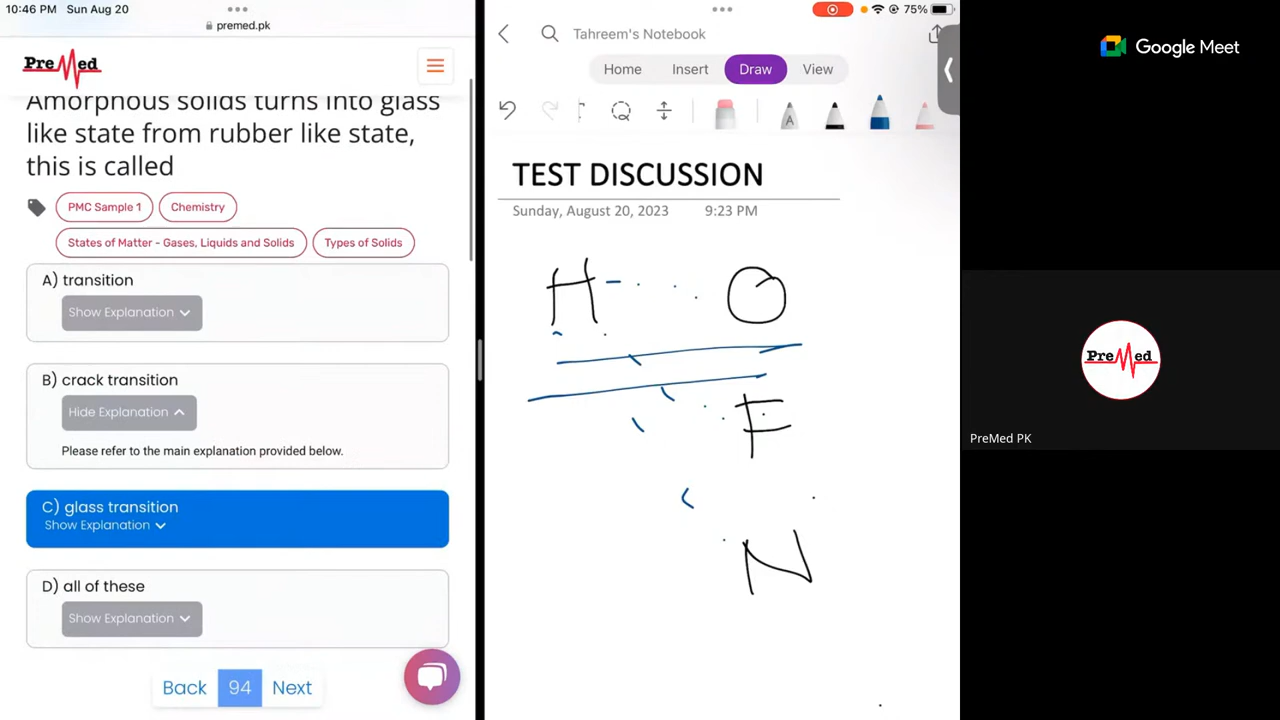 10:46 PM Sun Aug 20
premed.pk
PreMed
Amorphous solids turns into glass
like state from rubber like state,
this is called
PMC Sample 1
Chemistry
States of Matter - Gases, Liquids and Solids
Types of Solids
A) transition
Show Explanation
B) crack transition
Hide Explanation
Please refer to the main explanation provided below.
C) glass transition
Show Explanation
D) all of these
Show Explanation
Back 94 Next
75%
Tahreem's Notebook
Home Insert Draw View
A
TEST DISCUSSION
Sunday, August 20, 2023 9:23 PM
H O
F
N
Google Meet
PreMed
PreMed PK